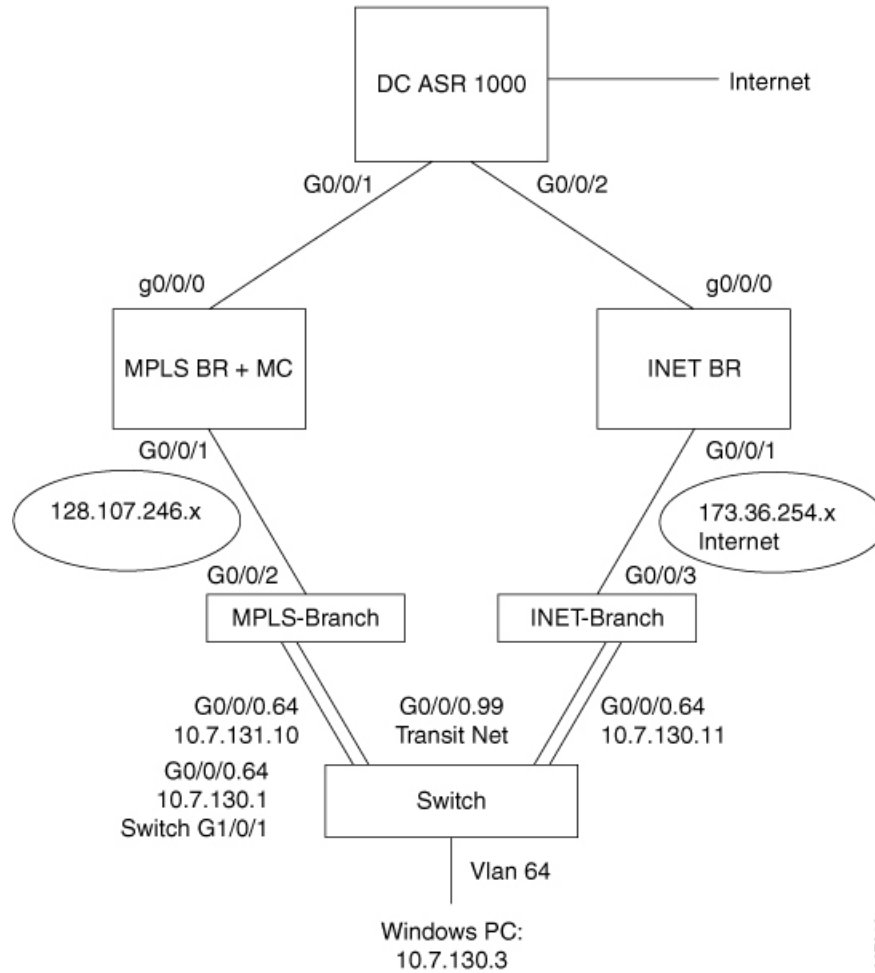 DC ASR 1000
Internet
G0/0/1
G0/0/2
g0/0/0
g0/0/0
MPLS BR + MC
INET BR
G0/0/1
G0/0/1
128.107.246.x
173.36.254.x
Internet
G0/0/2
G0/0/3
MPLS-Branch
INET-Branch
G0/0/0.64
10.7.131.10
G0/0/0.99
Transit Net
G0/0/0.64
10.7.130.11
G0/0/0.64
10.7.130.1
Switch G1/0/1
Switch
Vlan 64
Windows PC:
10.7.130.3